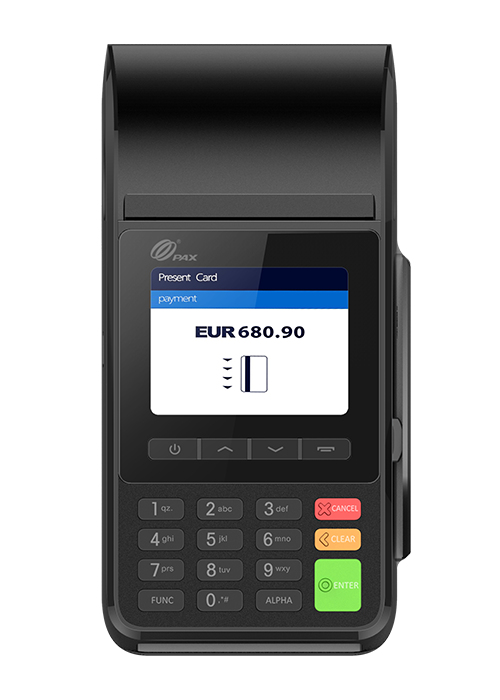 PAX
Present Card
payment
EUR 680.90
1 qz. 2 abc 3 def CANCEL
4 ghi 5 jkl 6 mno CLEAR
7 prs 8 tuv 9 wxy ENTER
FUNC 0 .*# ALPHA